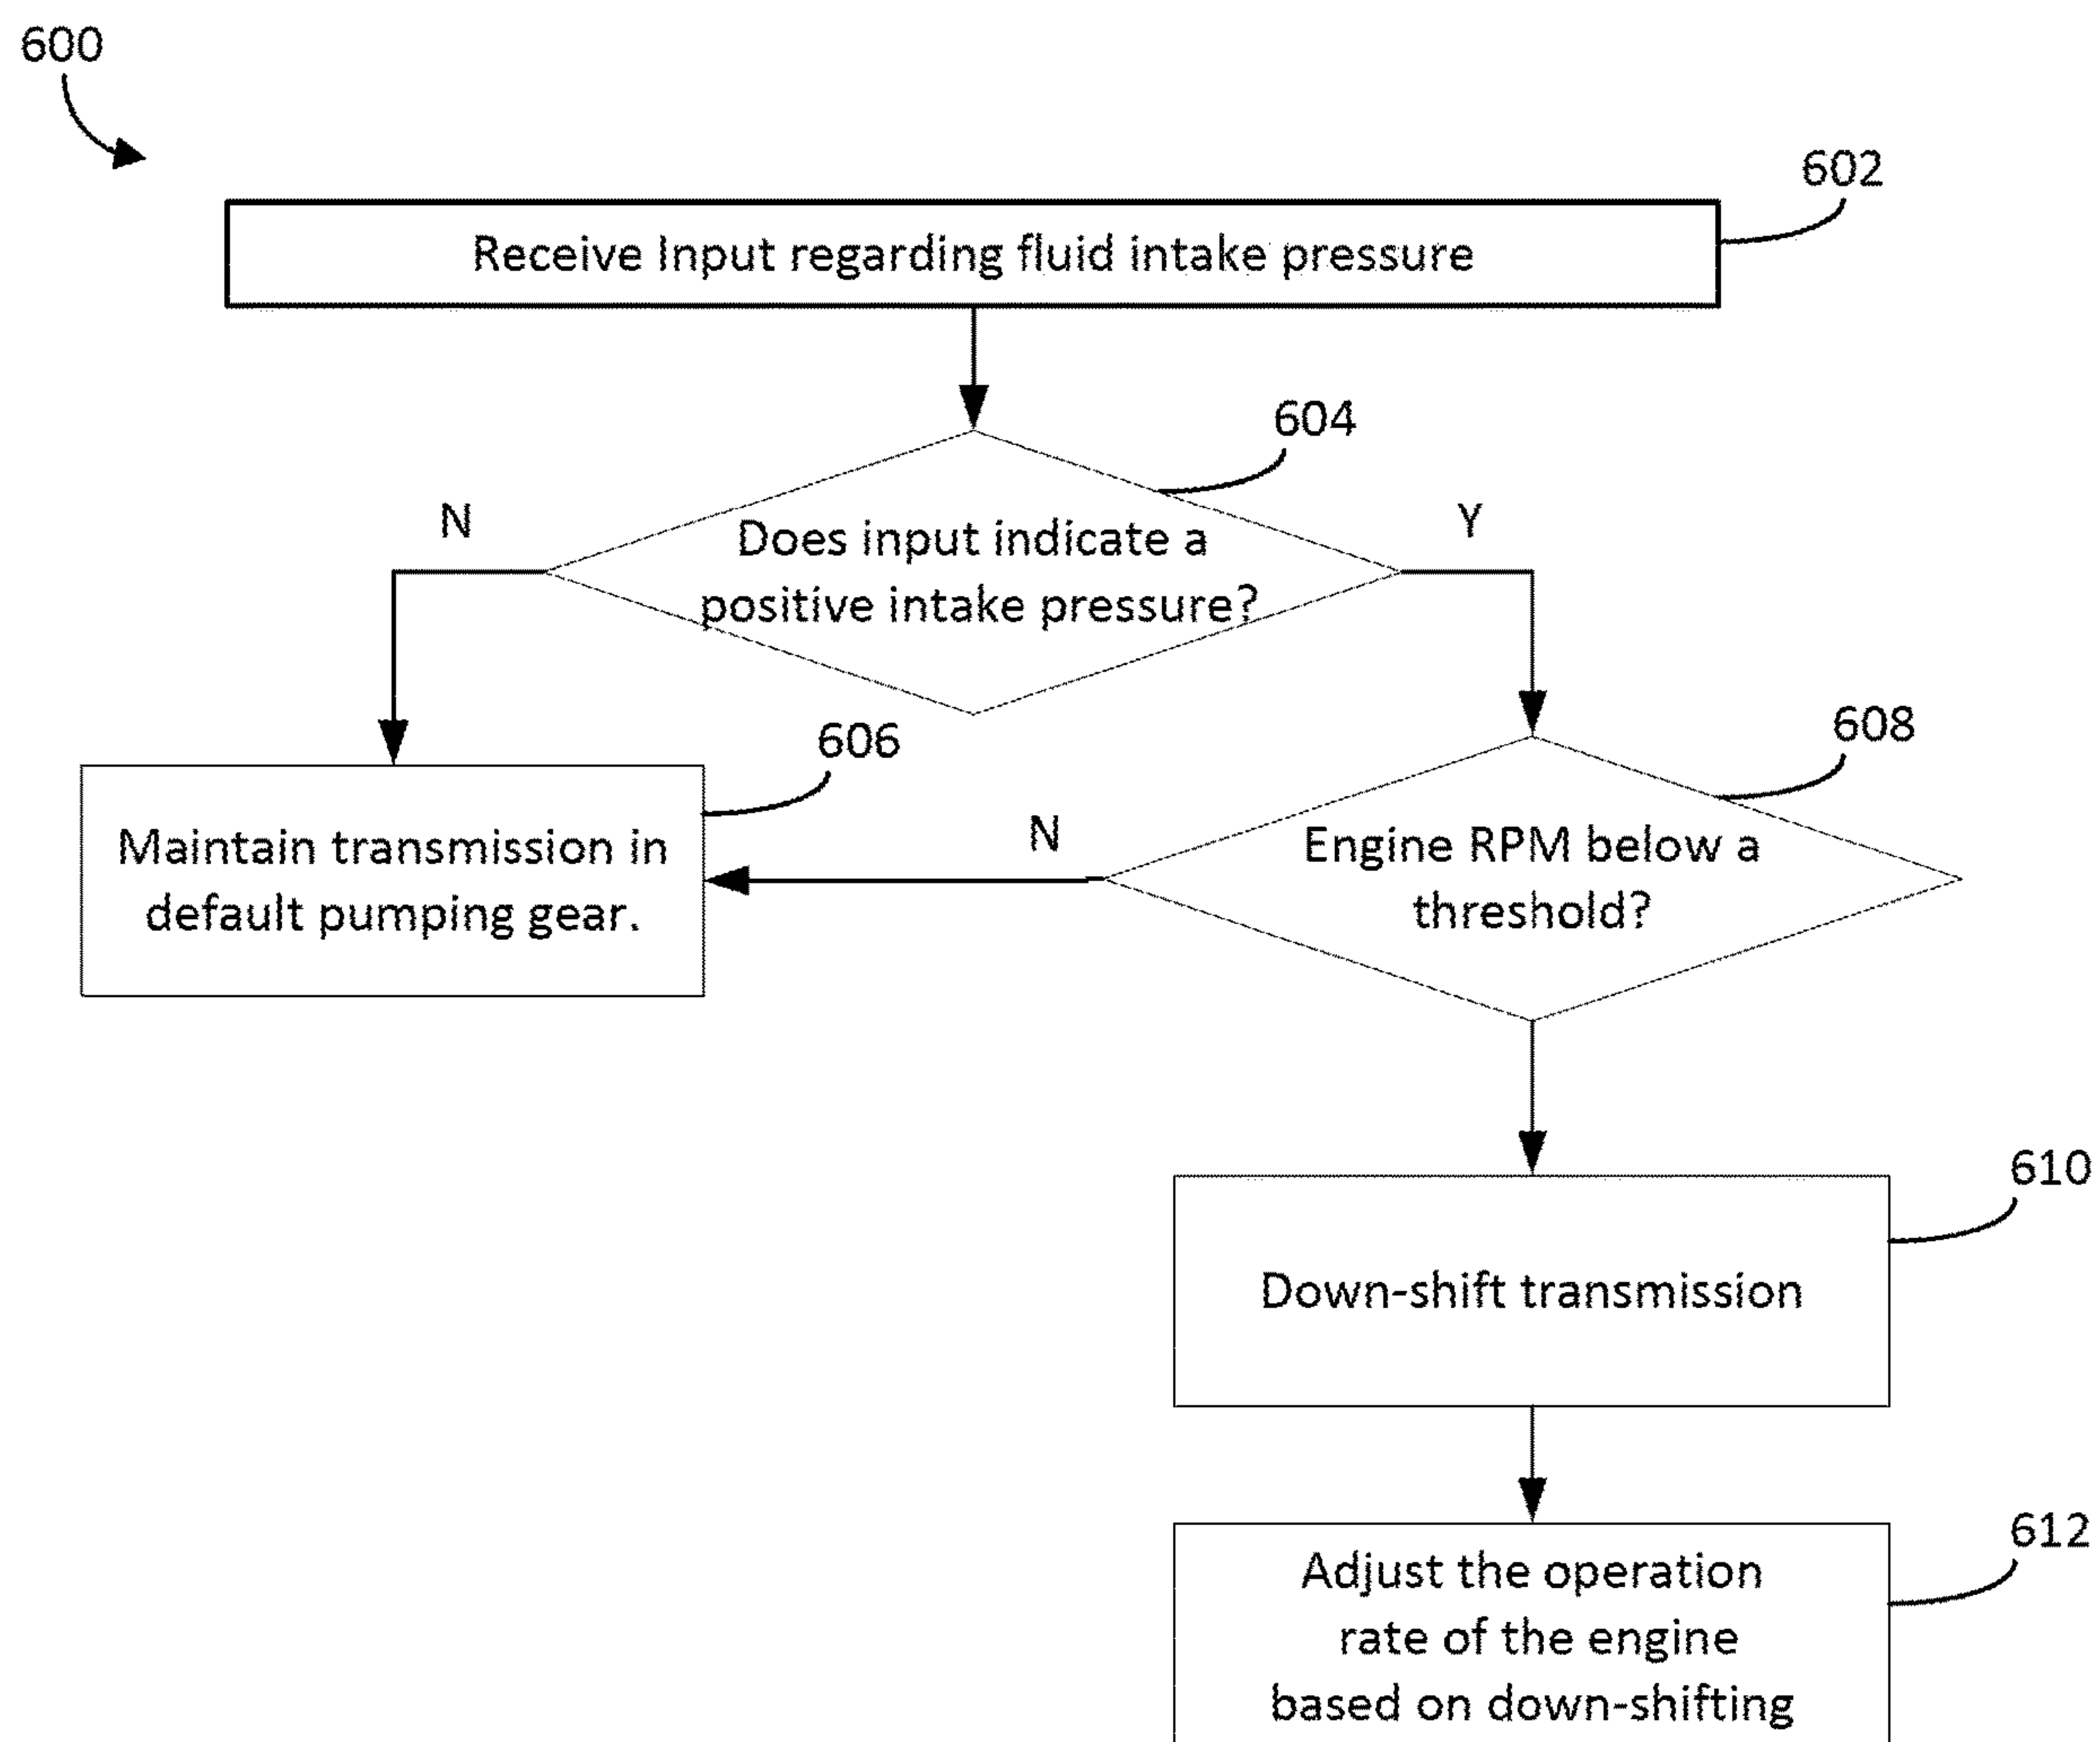 600
602
Receive Input regarding fluid intake pressure
604
N
Y
Does input indicate a
positive intake pressure?
606
608
Maintain transmission in
default pumping gear.
N
Engine RPM below a
threshold?
610
Down-shift transmission
612
Adjust the operation
rate of the engine
based on down-shifting